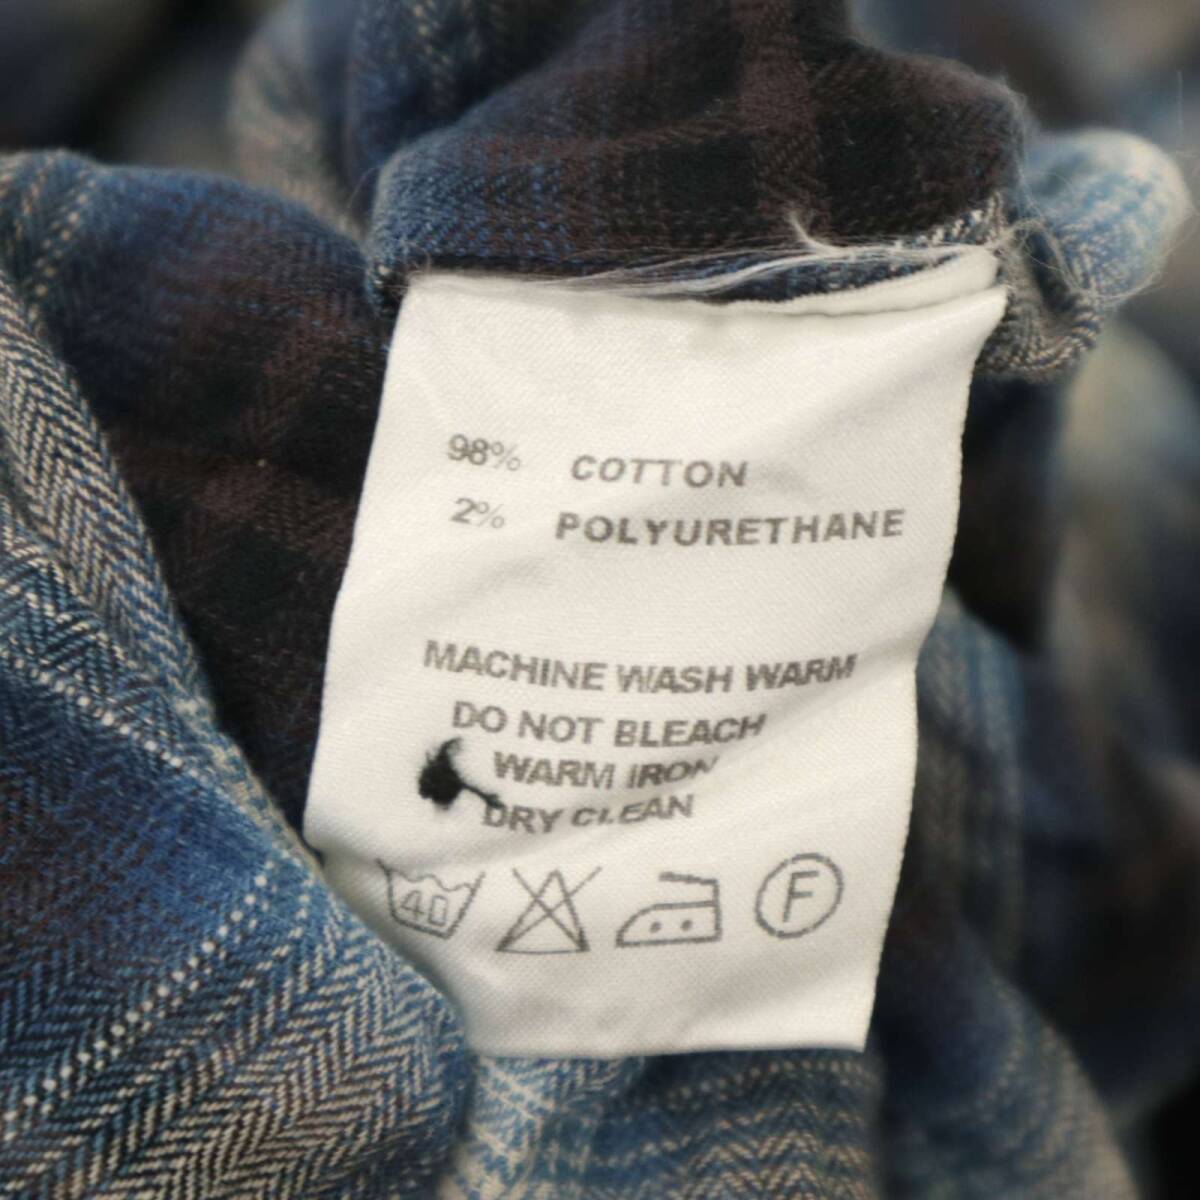 98% COTTON
2% POLYURETHANE
MACHINE WASH WARM
DO NOT BLEACH
WARM IRON
DRY CLEAN
40
F